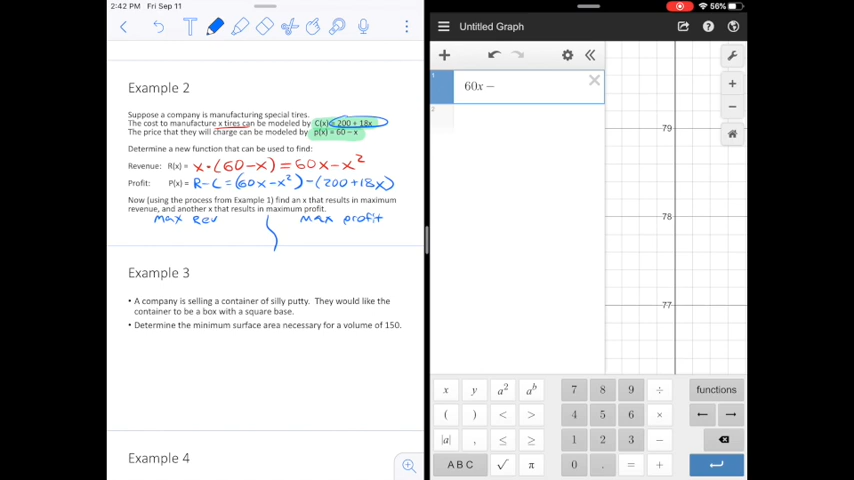 2:42 PM Fri Sep 11
56%
Untitled Graph
Example 2
Suppose a company is manufacturing special tires.
The cost to manufacture x tires can be modeled by C(x) = 200 + 18x
The price that they will charge can be modeled by p(x) = 60 – x
Determine a new function that can be used to find:
Revenue: R(x) = x·(60-x) = 60x-x²
Profit: P(x) = R-C = (60x-x²)-(200+18x)
Now (using the process from Example 1) find an x that results in maximum
revenue, and another x that results in maximum profit.
max Rev max profit
Example 3
• A company is selling a container of silly putty. They would like the
container to be a box with a square base.
• Determine the minimum surface area necessary for a volume of 150.
Example 4
1
60x −
2
79
78
77
x y a² aᵇ 7 8 9 ÷ functions
( ) < > 4 5 6 × ← →
|a| , ≤ ≥ 1 2 3 −
A B C √ π 0 . = +